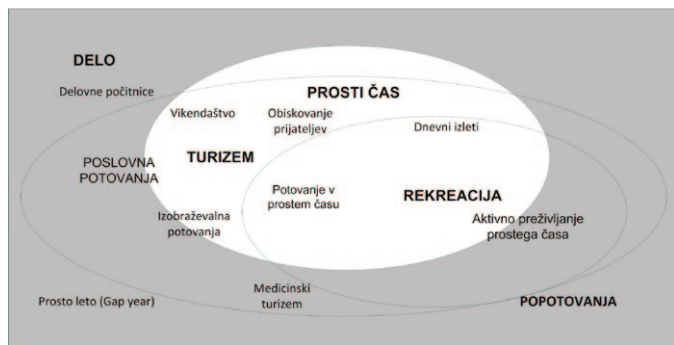 DELO
Delovne počitnice
PROSTI ČAS
Vikendaštvo
Obiskovanje
prijateljev
Dnevni izleti
POSLOVNA
POTOVANJA
TURIZEM
Potovanje v
prostem času
REKREACIJA
Izobraževalna
potovanja
Aktivno preživljanje
prostega časa
Prosto leto (Gap year)
Medicinski
turizem
POPOTOVANJA